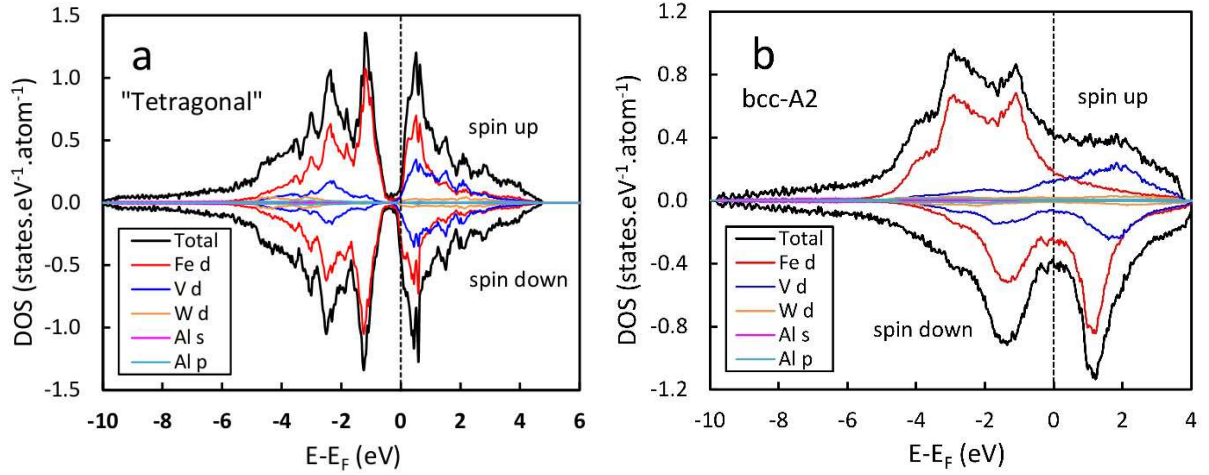 a
"Tetragonal"
spin up
spin down
DOS (states.eV⁻¹.atom⁻¹)
1.5
1.0
0.5
0.0
-0.5
-1.0
-1.5
Total
Fe d
V d
W d
Al s
Al p
-10 -8 -6 -4 -2 0 2 4 6
E-E_F (eV)
b
bcc-A2
spin up
spin down
DOS (states.eV⁻¹.atom⁻¹)
1.2
0.8
0.4
0.0
-0.4
-0.8
-1.2
Total
Fe d
V d
W d
Al s
Al p
-10 -8 -6 -4 -2 0 2 4
E-E_F (eV)